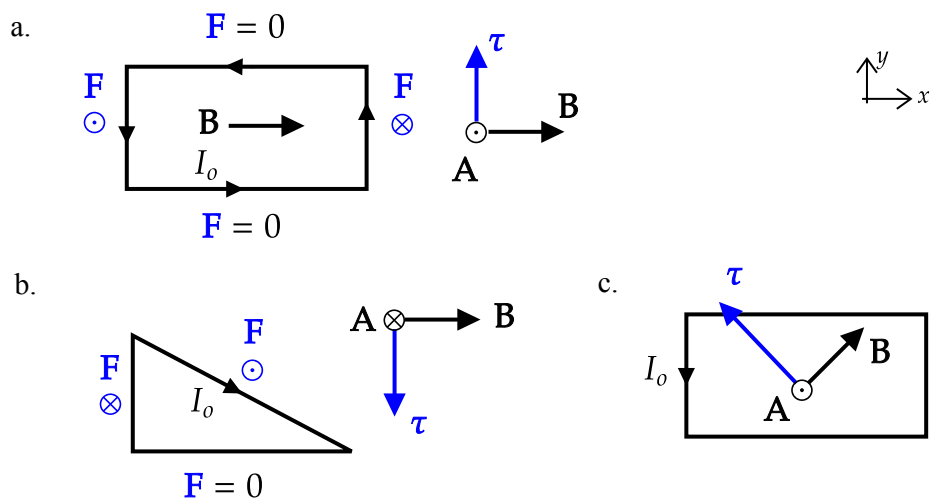 a.
F = 0
F
B
I_o
F
F = 0
τ
B
A
y
x
b.
F
F
I_o
F = 0
A
B
τ
c.
τ
I_o
B
A